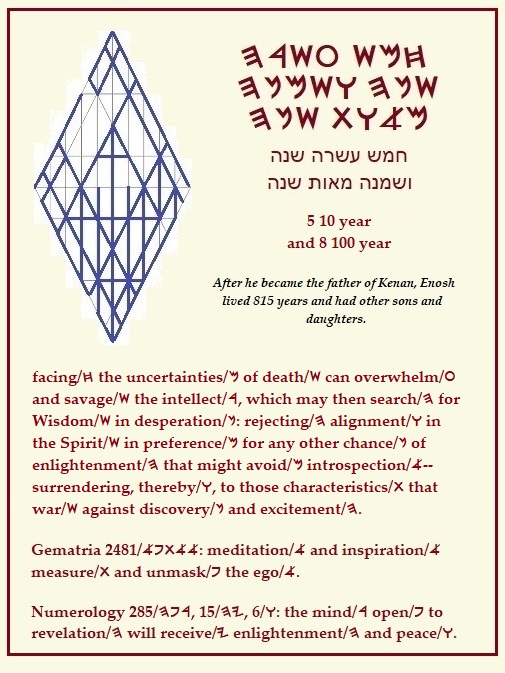 𐤇𐤌𐤔 𐤏𐤔𐤓𐤄
𐤔𐤍𐤄 𐤅𐤔𐤌𐤍𐤄
𐤌𐤀𐤅𐤕 𐤔𐤍𐤄
חמש עשרה שנה
ושמנה מאות שנה
5 10 year
and 8 100 year
After he became the father of Kenan, Enosh
lived 815 years and had other sons and
daughters.
facing/𐤇 the uncertainties/𐤌 of death/𐤔 can overwhelm/𐤏
and savage/𐤔 the intellect/𐤓, which may then search/𐤄 for
Wisdom/𐤔 in desperation/𐤍: rejecting/𐤄 alignment/𐤅 in
the Spirit/𐤔 in preference/𐤌 for any other chance/𐤍 of
enlightenment/𐤄 that might avoid/𐤌 introspection/𐤀--
surrendering, thereby/𐤅, to those characteristics/𐤕 that
war/𐤔 against discovery/𐤍 and excitement/𐤄.
Gematria 2481/𐤀𐤀𐤕𐤐𐤀: meditation/𐤀 and inspiration/𐤀
measure/𐤕 and unmask/𐤐 the ego/𐤀.
Numerology 285/𐤓𐤐𐤄, 15/𐤉𐤄, 6/𐤅: the mind/𐤓 open/𐤐 to
revelation/𐤄 will receive/𐤉 enlightenment/𐤄 and peace/𐤅.